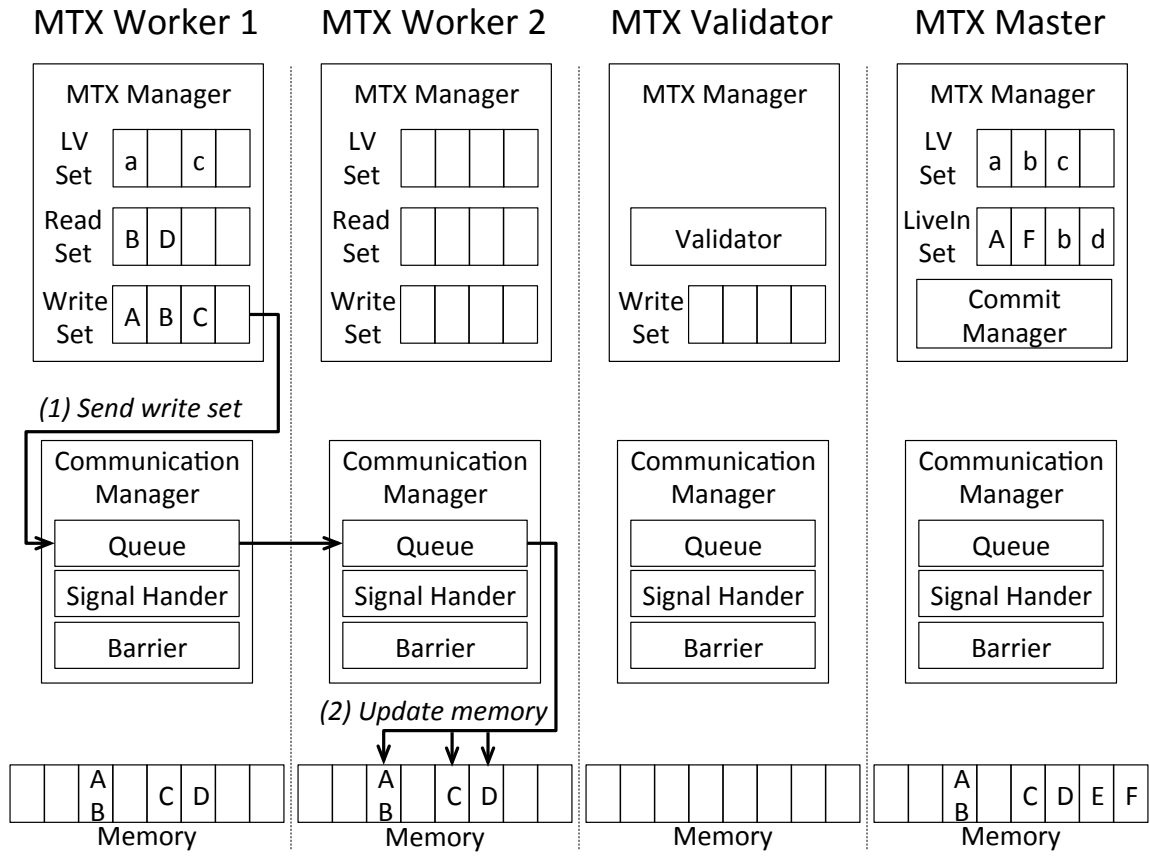 MTX Worker 1
MTX Worker 2
MTX Validator
MTX Master
MTX Manager
LV
Set
a c
Read
Set
B D
Write
Set
A B C
MTX Manager
LV
Set
Read
Set
Write
Set
MTX Manager
Validator
Write
Set
MTX Manager
LV
Set
a b c
LiveIn
Set
A F b d
Commit
Manager
(1) Send write set
Communication
Manager
Queue
Signal Hander
Barrier
Communication
Manager
Queue
Signal Hander
Barrier
Communication
Manager
Queue
Signal Hander
Barrier
Communication
Manager
Queue
Signal Hander
Barrier
(2) Update memory
A
B
C D
Memory
A
B
C D
Memory
Memory
A
B
C D E F
Memory